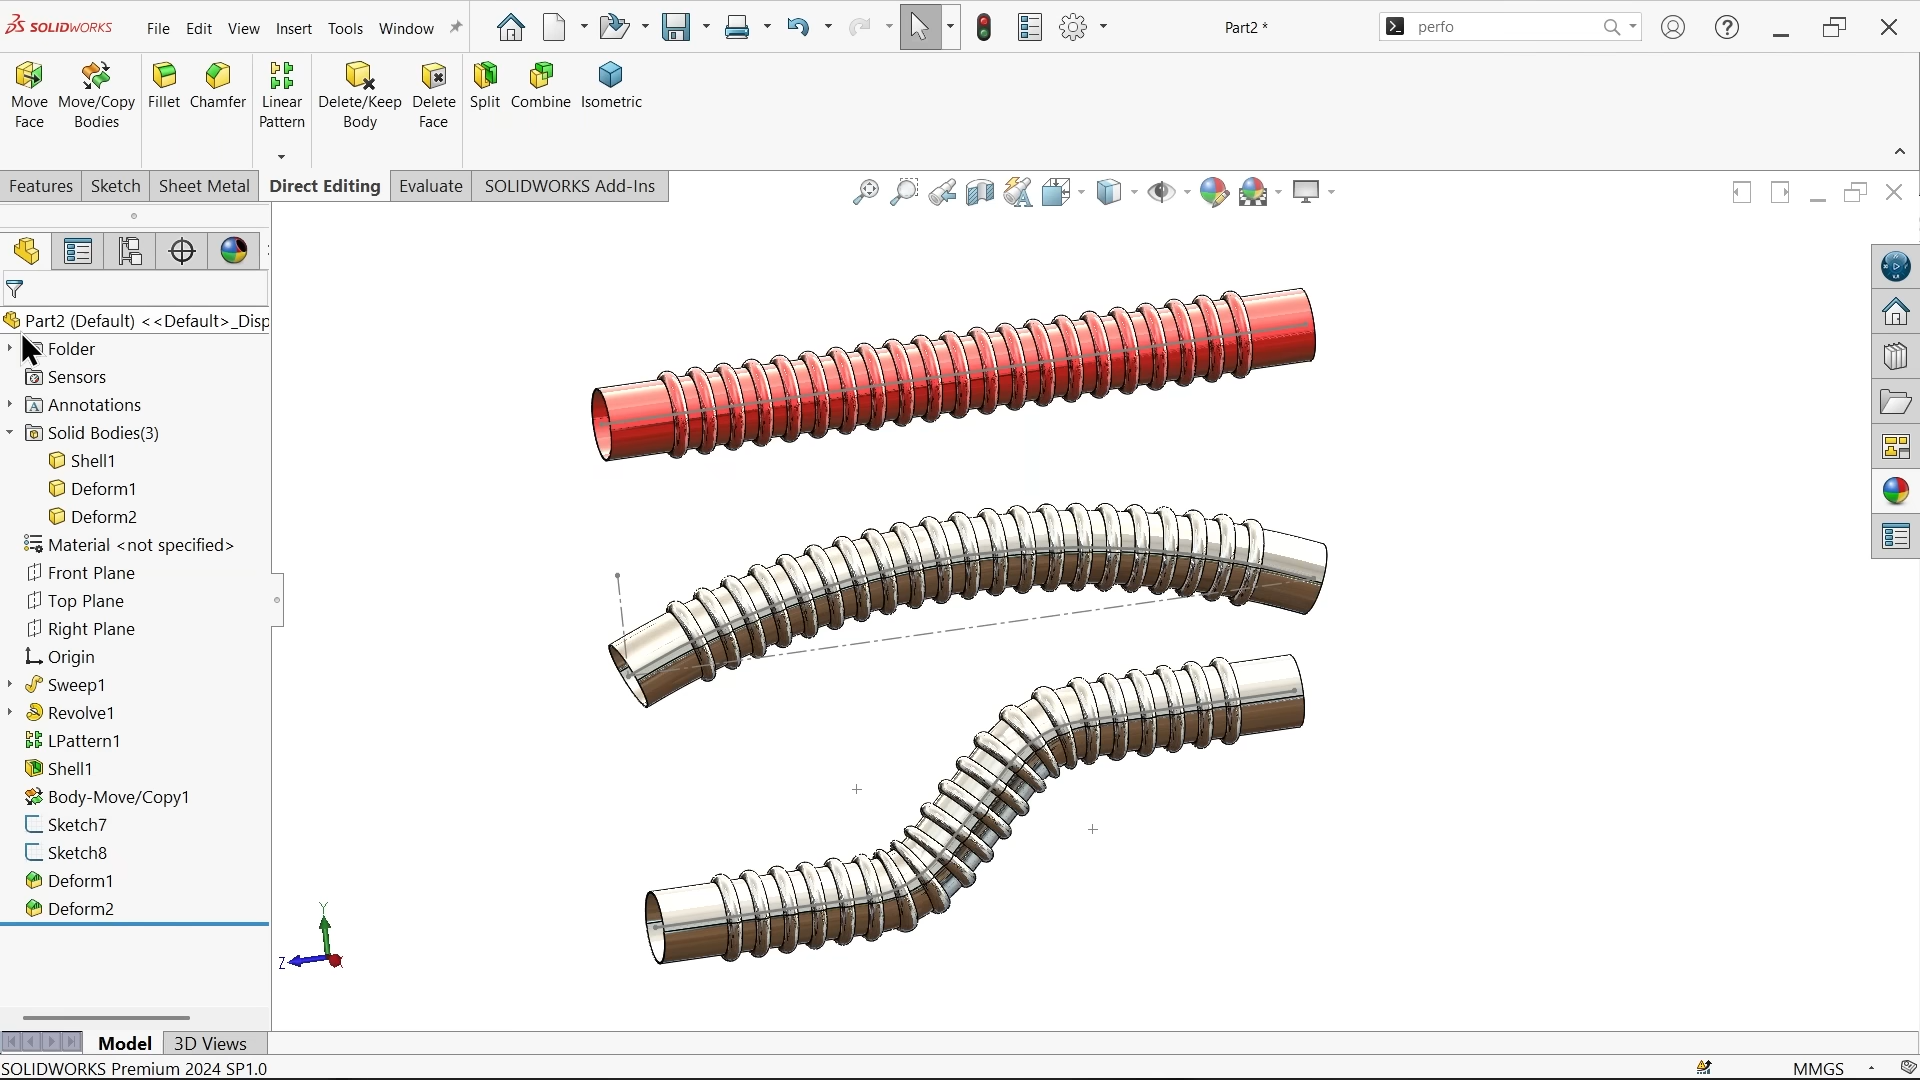 SOLIDWORKS File Edit View Insert Tools Window Part2 * perfo
Move Face Move/Copy Bodies Fillet Chamfer Linear Pattern Delete/Keep Body Delete Face Split Combine Isometric
Features Sketch Sheet Metal Direct Editing Evaluate SOLIDWORKS Add-Ins
Part2 (Default) <<Default>_Disp
Folder
Sensors
Annotations
Solid Bodies(3)
Shell1
Deform1
Deform2
Material <not specified>
Front Plane
Top Plane
Right Plane
Origin
Sweep1
Revolve1
LPattern1
Shell1
Body-Move/Copy1
Sketch7
Sketch8
Deform1
Deform2
Y
Z
Model 3D Views
SOLIDWORKS Premium 2024 SP1.0 MMGS